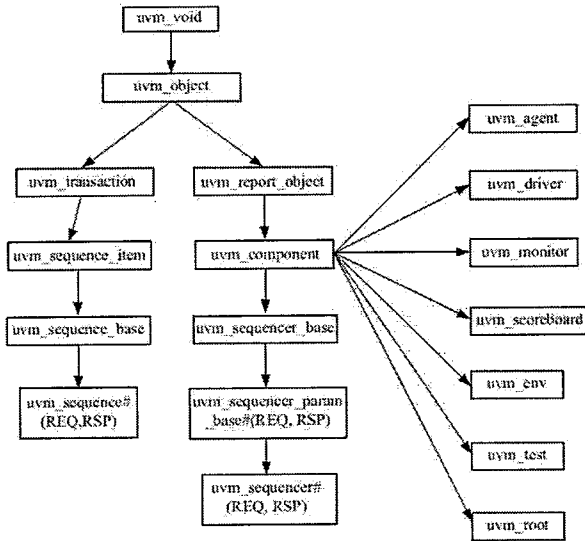 uvm_void
uvm_object
uvm_transaction
uvm_report_object
uvm_sequence_item
uvm_component
uvm_sequence_base
uvm_sequencer_base
uvm_sequence#
(REQ,RSP)
uvm_sequencer_param
_base#(REQ, RSP)
uvm_sequencer#
(REQ, RSP)
uvm_agent
uvm_driver
uvm_monitor
uvm_scoreboard
uvm_env
uvm_test
uvm_root